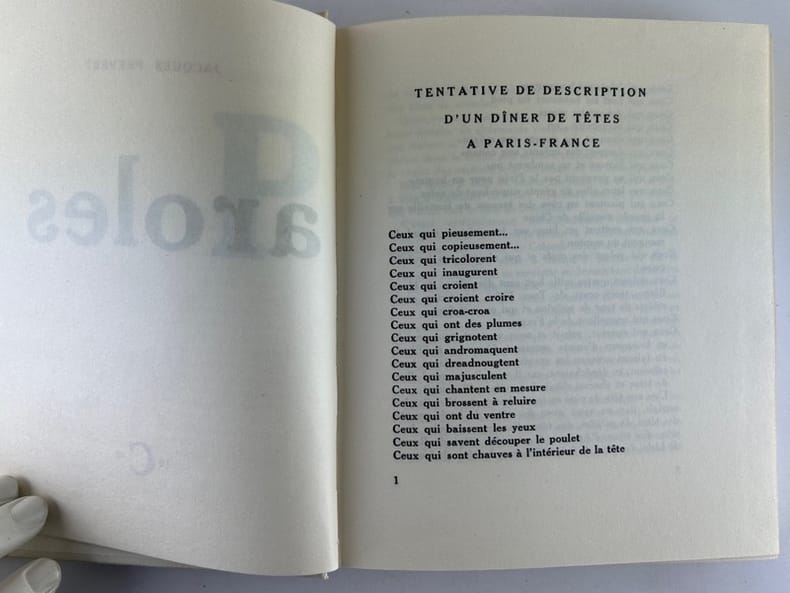 JACQUES PRÉVERT
Paroles
TENTATIVE DE DESCRIPTION
D'UN DÎNER DE TÊTES
A PARIS-FRANCE
Ceux qui pieusement...
Ceux qui copieusement...
Ceux qui tricolorent
Ceux qui inaugurent
Ceux qui croient
Ceux qui croient croire
Ceux qui croa-croa
Ceux qui ont des plumes
Ceux qui grignotent
Ceux qui andromaquent
Ceux qui dreadnougtent
Ceux qui majusculent
Ceux qui chantent en mesure
Ceux qui brossent à reluire
Ceux qui ont du ventre
Ceux qui baissent les yeux
Ceux qui savent découper le poulet
Ceux qui sont chauves à l'intérieur de la tête
1